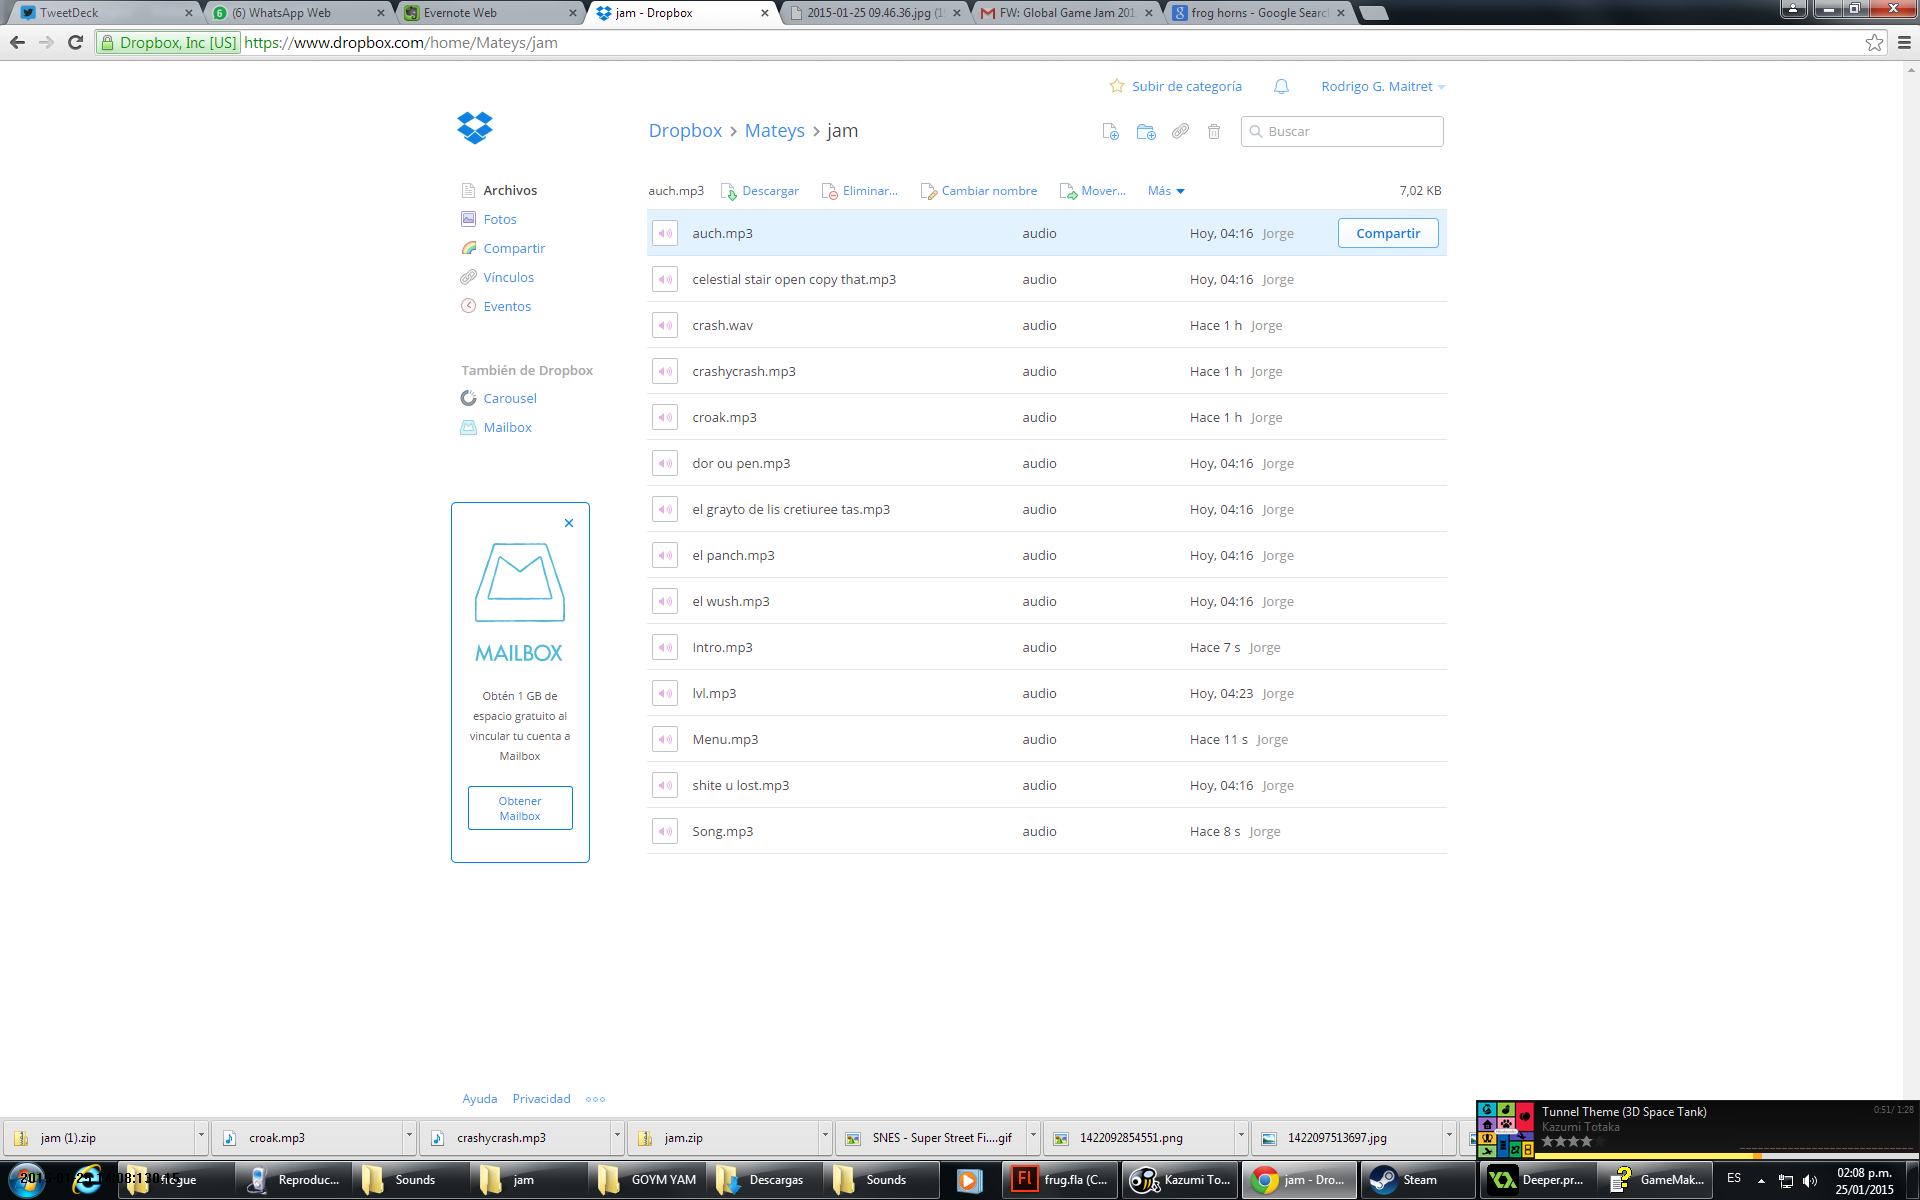 TweetDeck
(6) WhatsApp Web
Evernote Web
jam - Dropbox
2015-01-25 09.46.36.jpg (1
FW: Global Game Jam 201
frog horns - Google Searc
Dropbox, Inc [US] https://www.dropbox.com/home/Mateys/jam
Subir de categoría
Rodrigo G. Maitret
Dropbox › Mateys › jam
Buscar
Archivos
Fotos
Compartir
Vínculos
Eventos
También de Dropbox
Carousel
Mailbox
MAILBOX
Obtén 1 GB de
espacio gratuito al
vincular tu cuenta a
Mailbox
Obtener
Mailbox
auch.mp3 Descargar Eliminar... Cambiar nombre Mover... Más 7,02 KB
auch.mp3 audio Hoy, 04:16 Jorge Compartir
celestial stair open copy that.mp3 audio Hoy, 04:16 Jorge
crash.wav audio Hace 1 h Jorge
crashycrash.mp3 audio Hace 1 h Jorge
croak.mp3 audio Hace 1 h Jorge
dor ou pen.mp3 audio Hoy, 04:16 Jorge
el grayto de lis cretiuree tas.mp3 audio Hoy, 04:16 Jorge
el panch.mp3 audio Hoy, 04:16 Jorge
el wush.mp3 audio Hoy, 04:16 Jorge
Intro.mp3 audio Hace 7 s Jorge
lvl.mp3 audio Hoy, 04:23 Jorge
Menu.mp3 audio Hace 11 s Jorge
shite u lost.mp3 audio Hoy, 04:16 Jorge
Song.mp3 audio Hace 8 s Jorge
Ayuda Privacidad
jam (1).zip
croak.mp3
crashycrash.mp3
jam.zip
SNES - Super Street Fi....gif
1422092854551.png
1422097513697.jpg
Tunnel Theme (3D Space Tank)
0:51/ 1:28
Kazumi Totaka
Reproduc...
Sounds
jam
GOYM YAM
Descargas
Sounds
frug.fla (C...
Kazumi To...
jam - Dro...
Steam
Deeper.pr...
GameMak...
ES
02:08 p.m.
25/01/2015